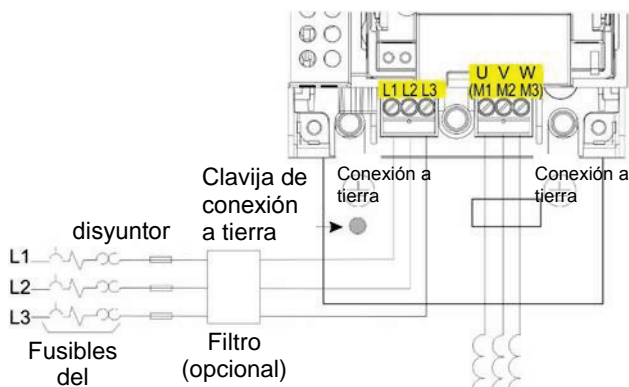 U V W
L1 L2 L3
(M1 M2 M3)
Conexión a
tierra
Conexión a
tierra
Clavija de
conexión
a tierra
disyuntor
L1
L2
L3
Fusibles
del
Filtro
(opcional)